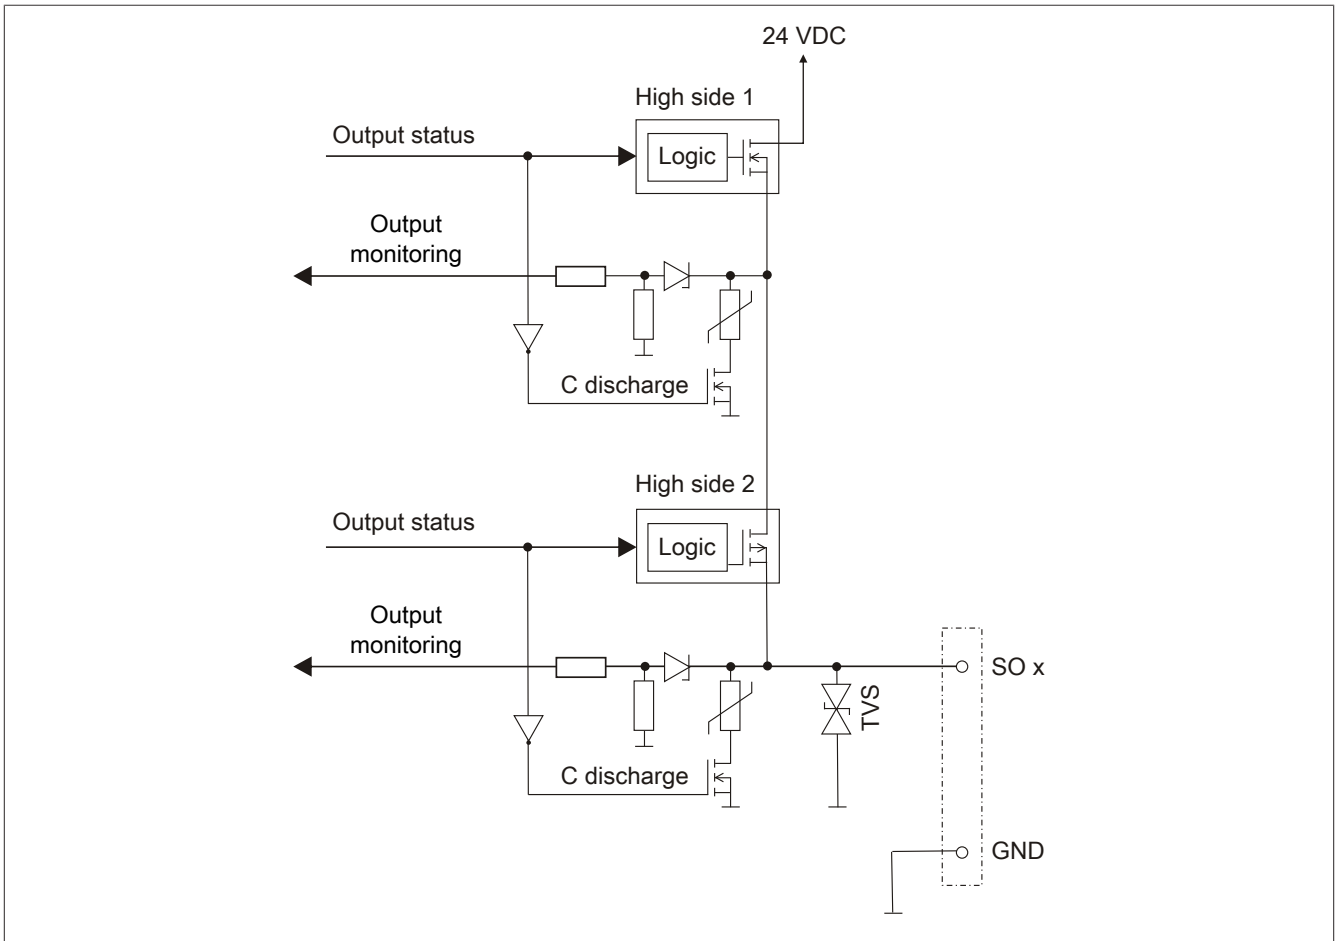 24 VDC
High side 1
Output status
Logic
Output
monitoring
C discharge
High side 2
Output status
Logic
Output
monitoring
SO x
TVS
C discharge
GND